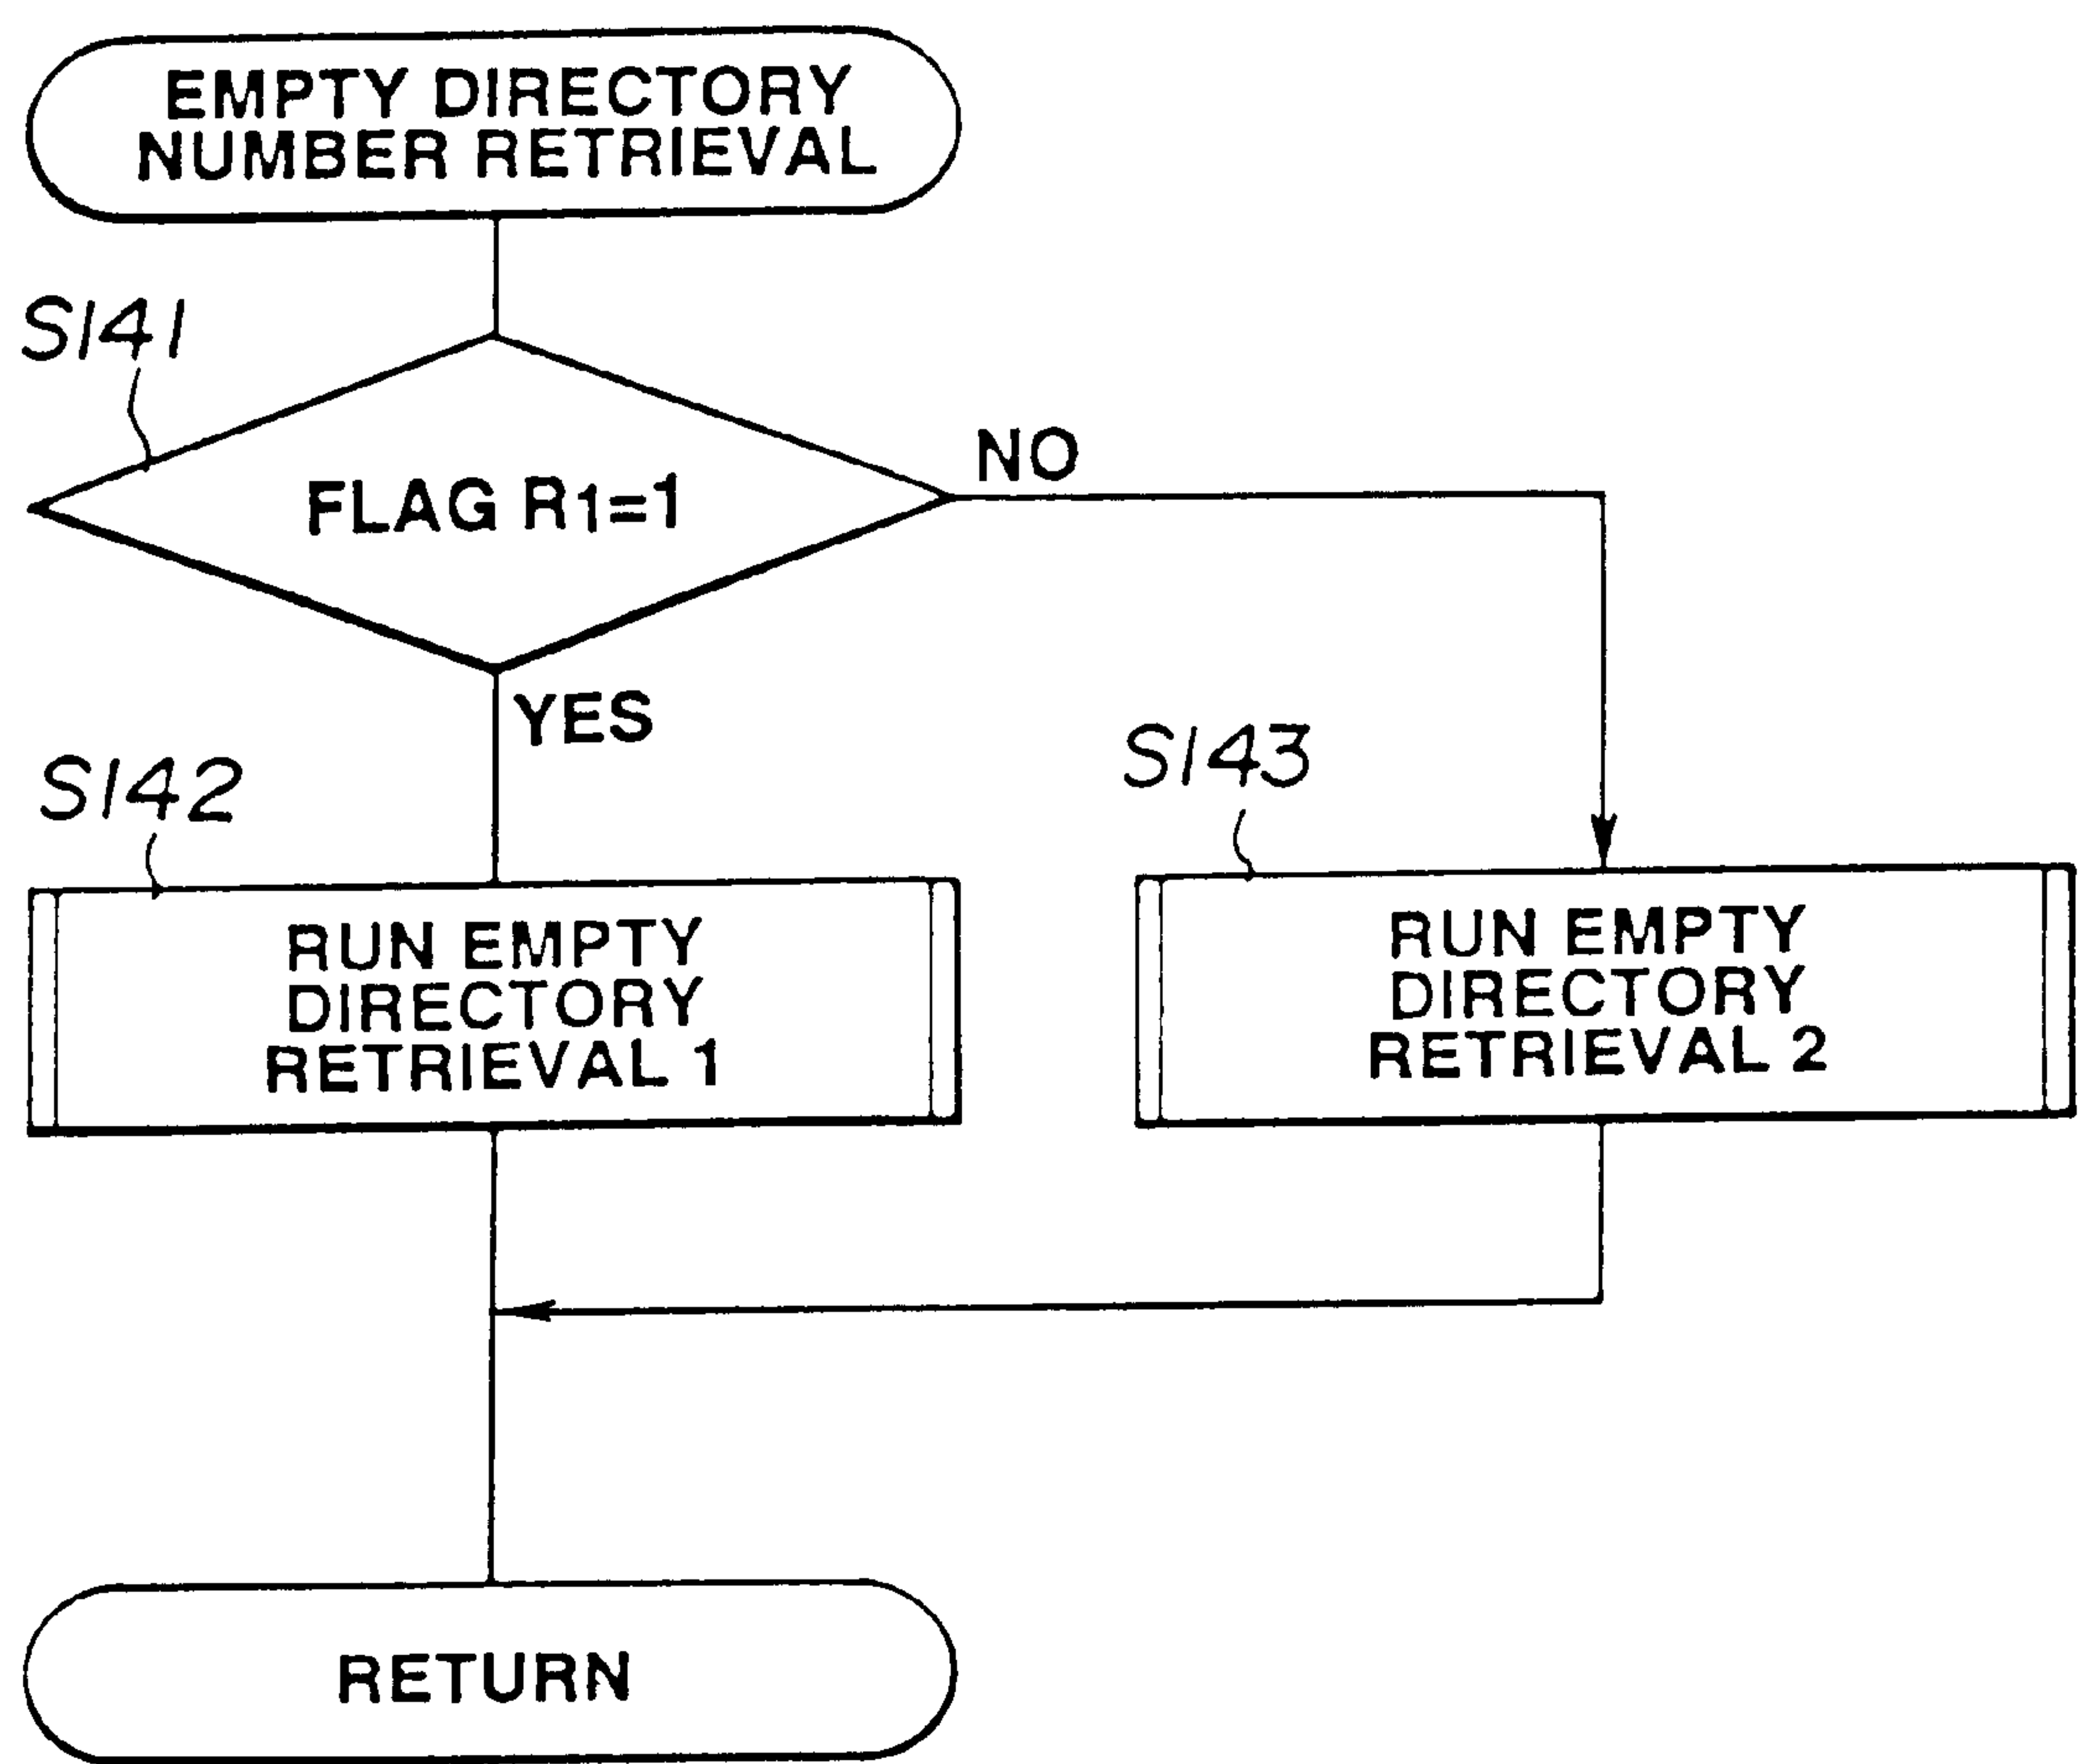 EMPTY DIRECTORY
NUMBER RETRIEVAL
S141
FLAG R1=1
NO
YES
S142
S143
RUN EMPTY
DIRECTORY
RETRIEVAL 1
RUN EMPTY
DIRECTORY
RETRIEVAL 2
RETURN